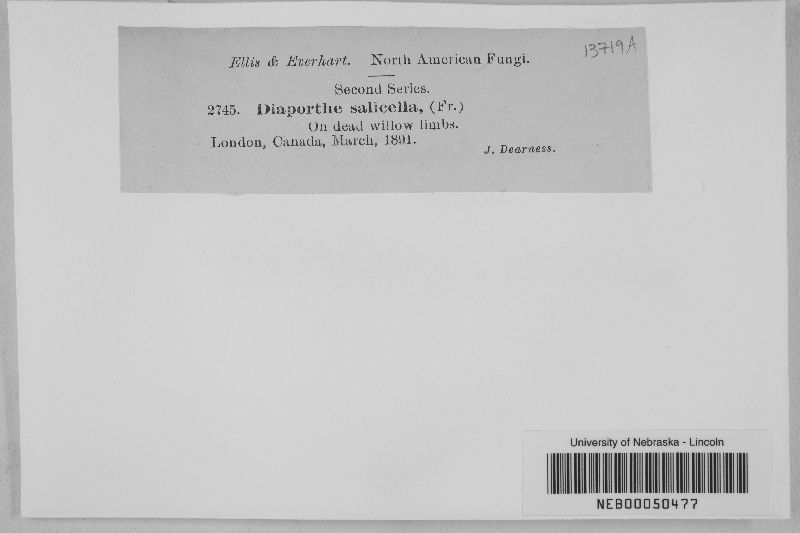 13719A
Ellis & Everhart. North American Fungi.
Second Series.
2745. Diaporthe salicella, (Fr.)
On dead willow limbs.
London, Canada, March, 1891.
J. Dearness.
University of Nebraska - Lincoln
NEB00050477